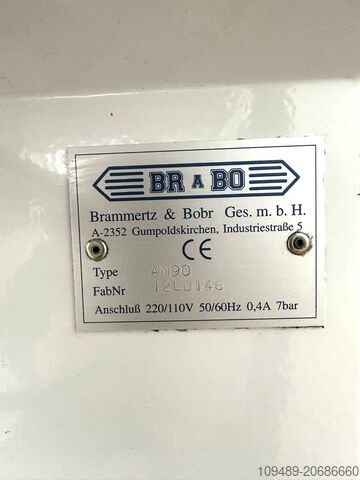 BR A BO
Brammertz & Bobr Ges. m. b. H.
A-2352 Gumpoldskirchen, Industriestraße 5
CE
Type AM90
FabNr 12L0146
Anschluß 220/110V 50/60Hz 0,4A 7bar
109489-20686660